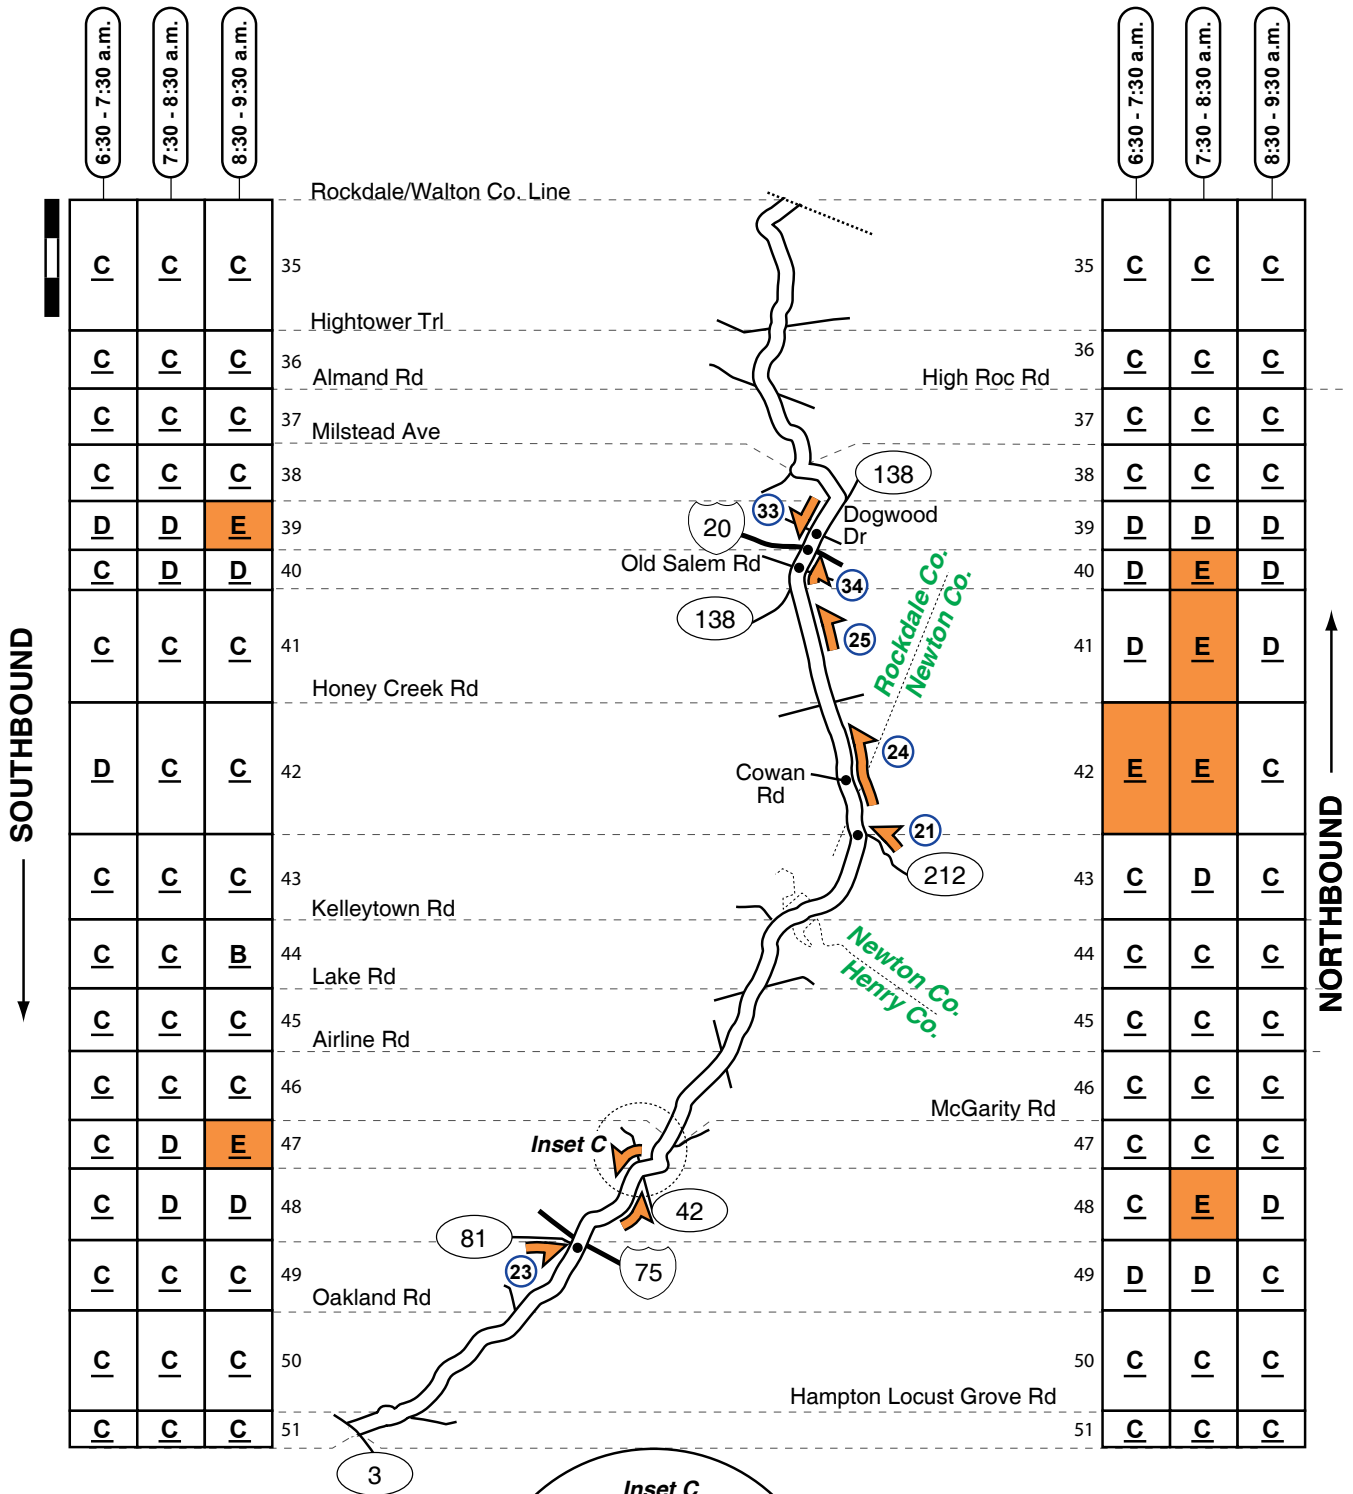 6:30 - 7:30 a.m.
7:30 - 8:30 a.m.
8:30 - 9:30 a.m.
6:30 - 7:30 a.m.
7:30 - 8:30 a.m.
8:30 - 9:30 a.m.
Rockdale/Walton Co. Line
C C C 35 35 C C C
Hightower Trl
C C C 36 36 C C C
Almand Rd High Roc Rd
C C C 37 37 C C C
Milstead Ave
C C C 38 138 38 C C C
D D E 39 33 20 Dogwood Dr 39 D D D
C D D 40 Old Salem Rd 34 40 D E D
138
C C C 41 25 41 D E D
Rockdale Co.
Newton Co.
Honey Creek Rd
24
D C C 42 Cowan Rd 42 E E C
21
212
C C C 43 43 C D C
Kelleytown Rd
C C B 44 44 C C C
Newton Co.
Henry Co.
Lake Rd
C C C 45 45 C C C
Airline Rd
C C C 46 46 C C C
McGarity Rd
C D E 47 Inset C 47 C C C
C D D 48 42 48 C E D
81
C C C 49 23 75 49 D D C
Oakland Rd
C C C 50 50 C C C
Hampton Locust Grove Rd
C C C 51 51 C C C
3
Inset C
SOUTHBOUND
NORTHBOUND